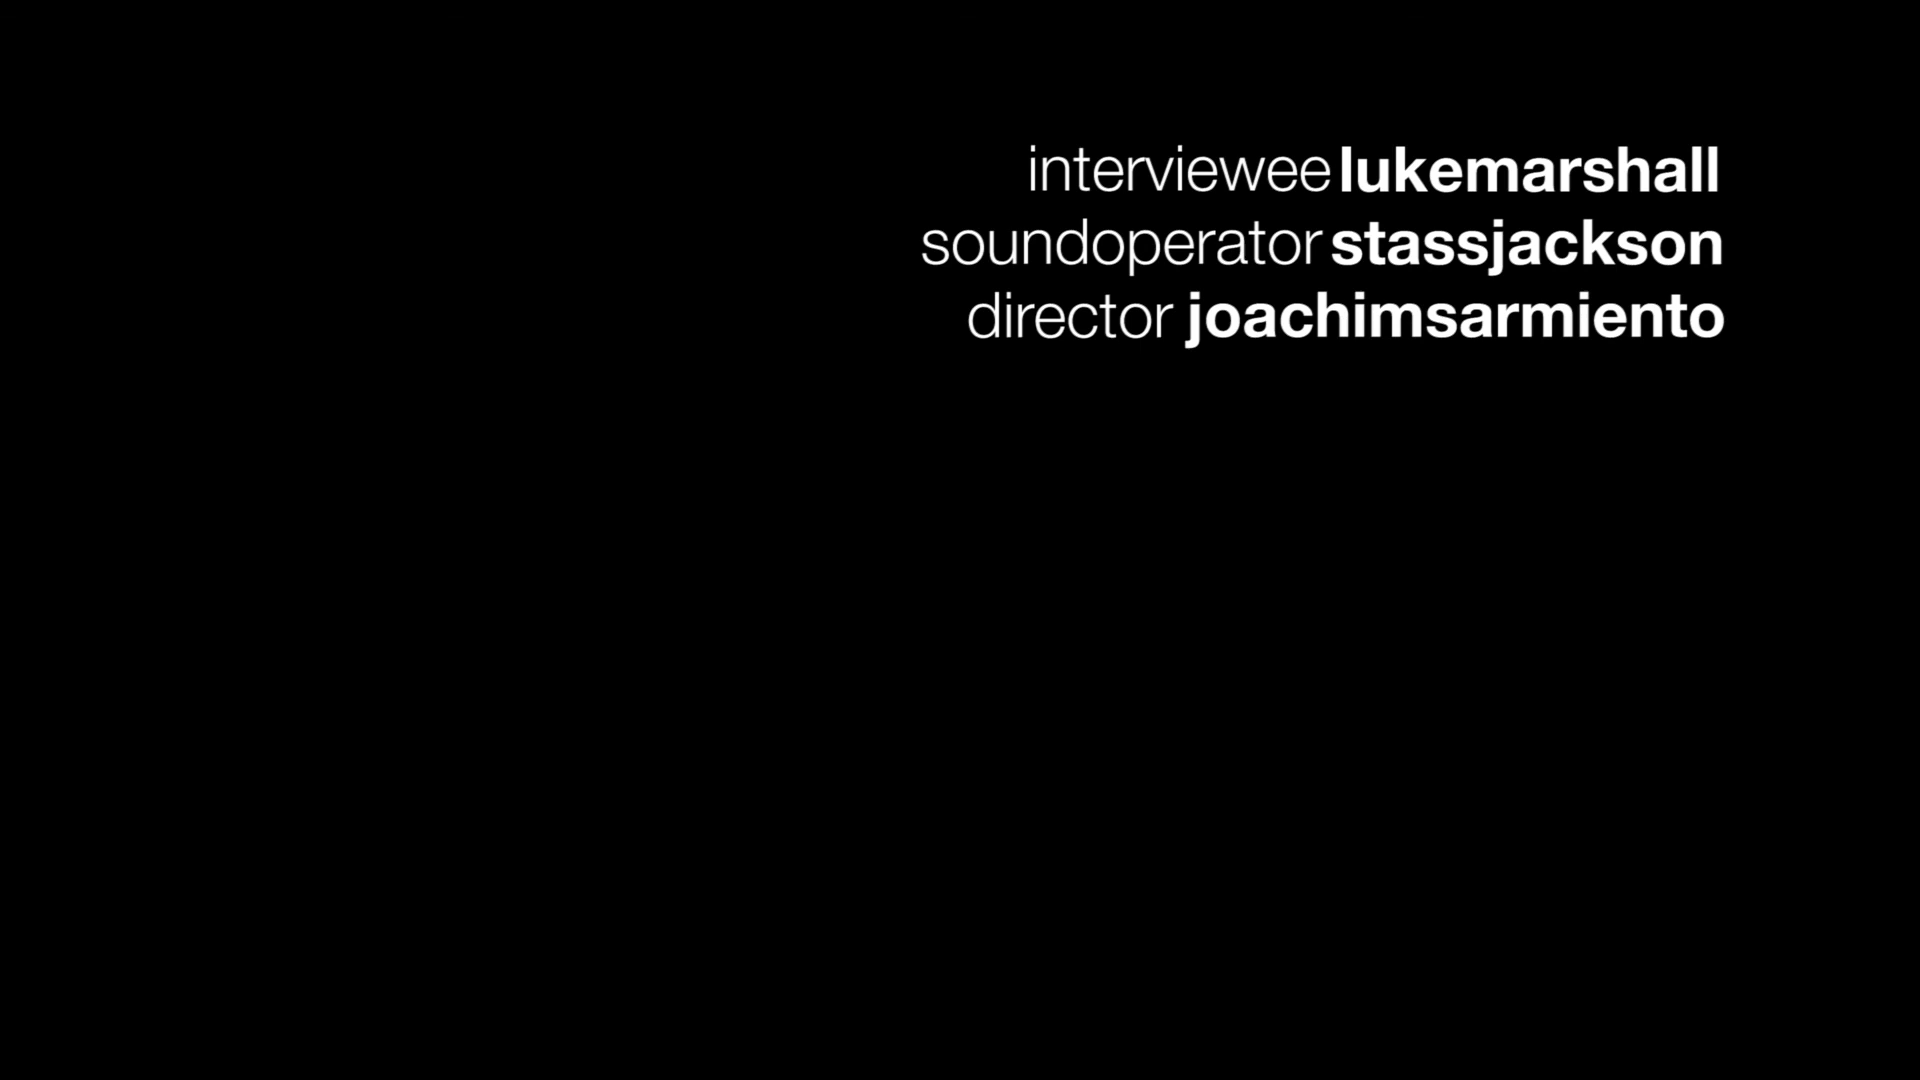 interviewee lukemarshall
soundoperator stassjackson
director joachimsarmiento